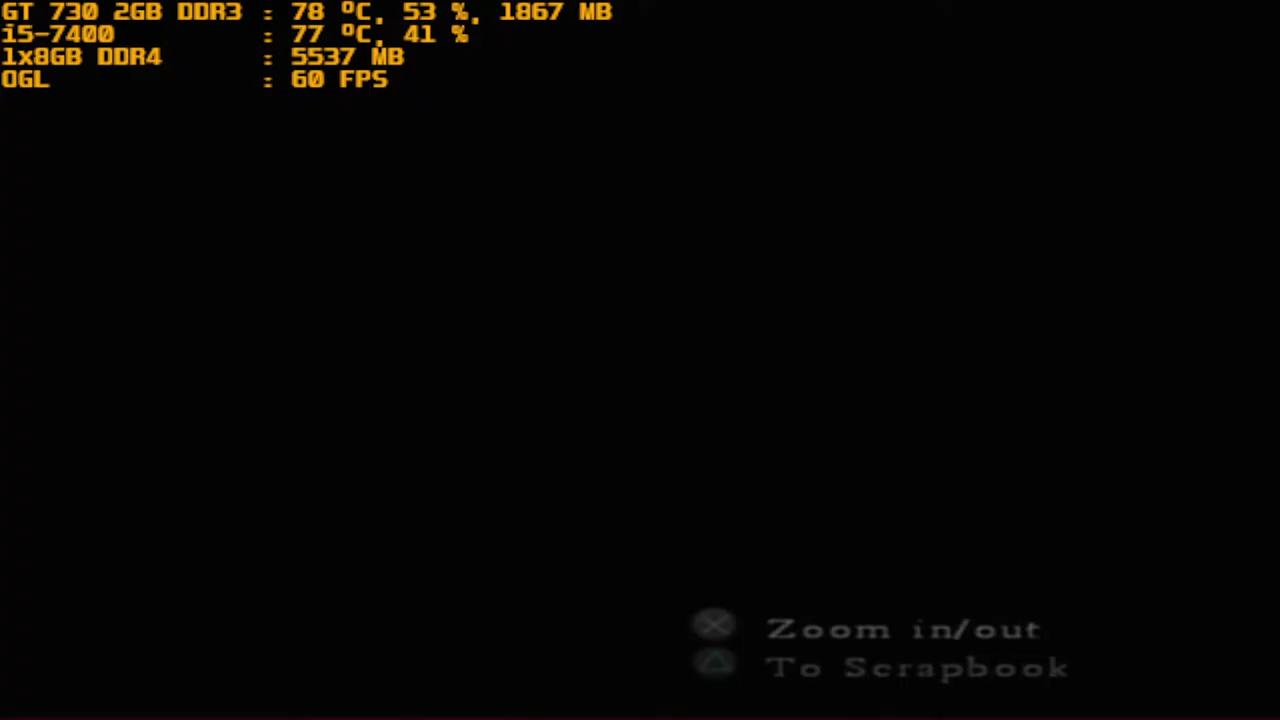 GT 730 2GB DDR3 : 78 ºC, 53 %, 1867 MB
i5-7400 : 77 ºC, 41 %
1x8GB DDR4 : 5537 MB
OGL : 60 FPS
Zoom in/out
To Scrapbook